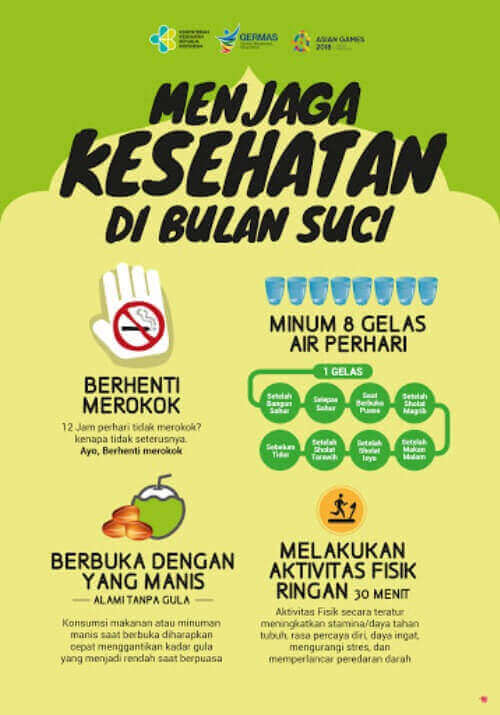 KEMENTERIAN
KESEHATAN
REPUBLIK
INDONESIA
GERMAS
ASIAN GAMES
2018
MENJAGA
KESEHATAN
DI BULAN SUCI
BERHENTI
MEROKOK
12 Jam perhari tidak merokok?
kenapa tidak seterusnya.
Ayo, Berhenti merokok
MINUM 8 GELAS
AIR PERHARI
1 GELAS
Setelah
Bangun
Sahur
Selepas
Sahur
Saat
Berbuka
Puasa
Setelah
Sholat
Magrib
Sebelum
Tidur
Setelah
Sholat
Tarawih
Setelah
Sholat
Isya
Setelah
Makan
Malam
BERBUKA DENGAN
YANG MANIS
ALAMI TANPA GULA
Konsumsi makanan atau minuman
manis saat berbuka diharapkan
cepat menggantikan kadar gula
yang menjadi rendah saat berpuasa
MELAKUKAN
AKTIVITAS FISIK
RINGAN 30 MENIT
Aktivitas Fisik secara teratur
meningkatkan stamina/daya tahan
tubuh, rasa percaya diri, daya ingat,
mengurangi stres, dan
memperlancar peredaran darah